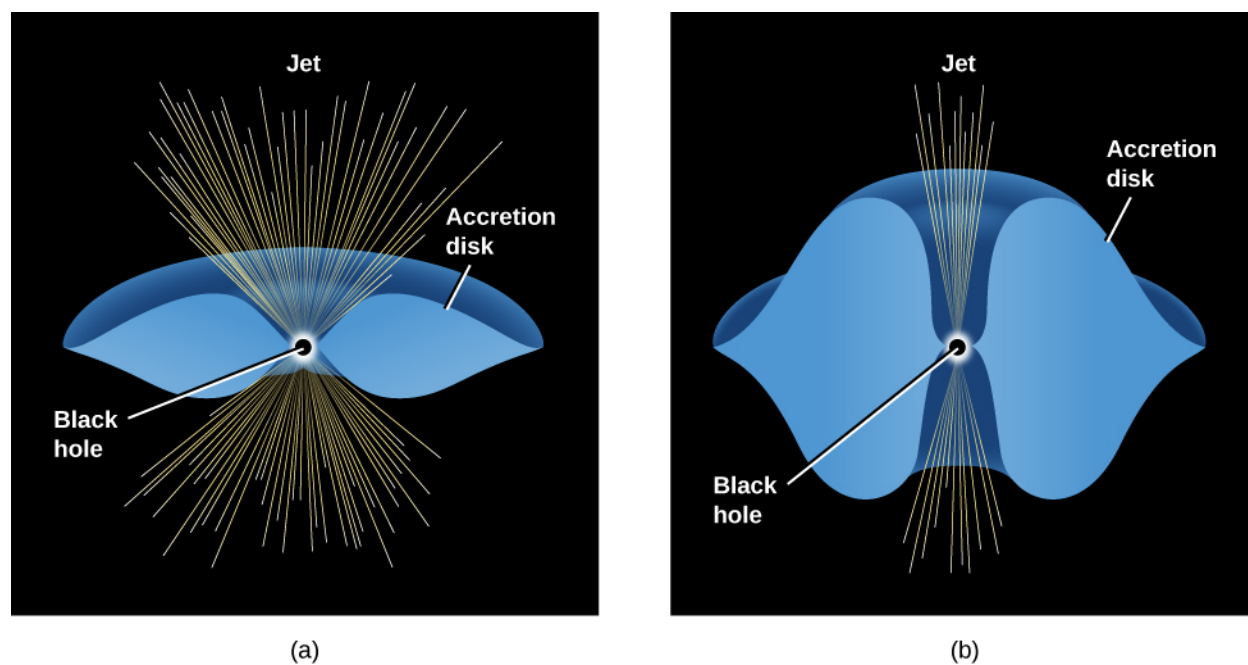 Jet
Accretion
disk
Black
hole
(a)
Jet
Accretion
disk
Black
hole
(b)